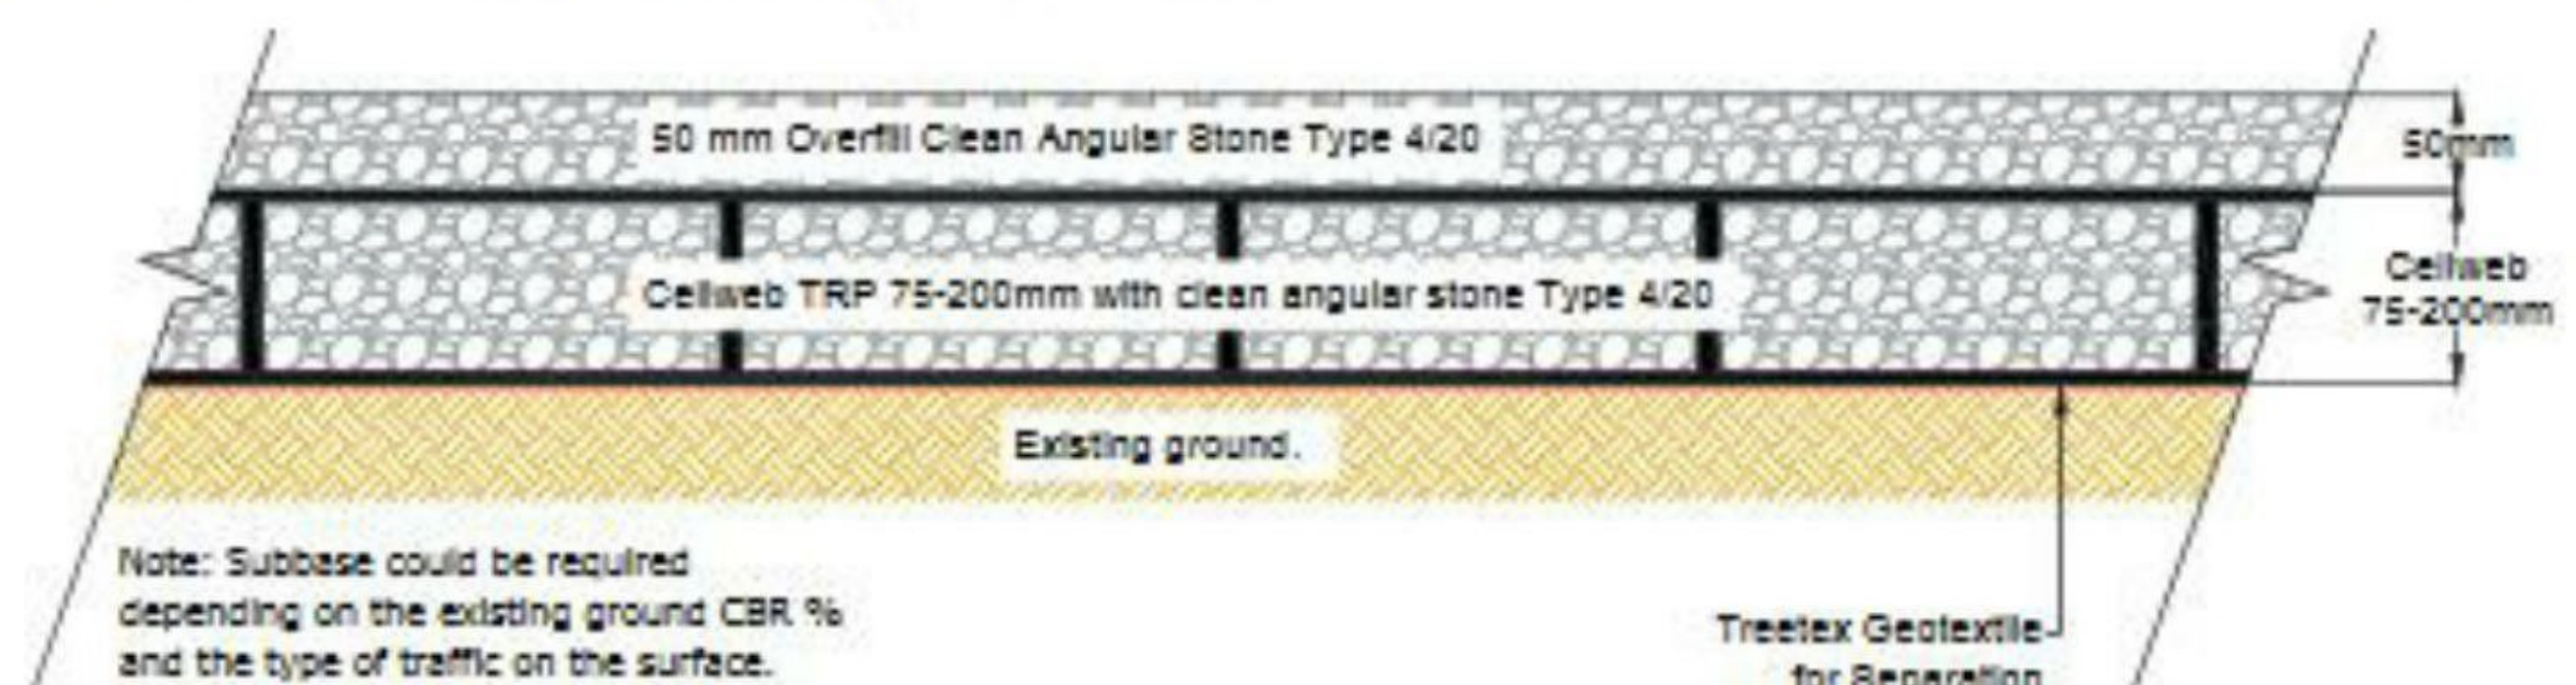 50 mm Overfill Clean Angular Stone Type 4/20
50mm
Cellweb TRP 75-200mm with clean angular stone Type 4/20
Cellweb
75-200mm
Existing ground.
Note: Subbase could be required
depending on the existing ground CBR %
and the type of traffic on the surface.
Treetex Geotextile
for Separation